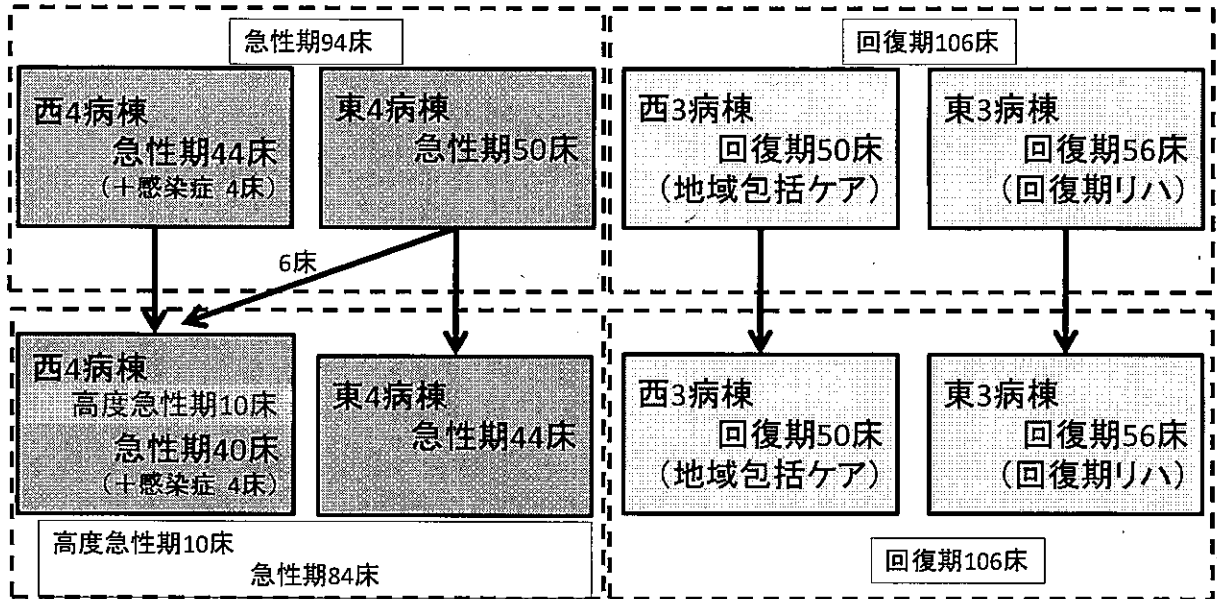 急性期94床
回復期106床
西4病棟
急性期44床
（十感染症 4床）
東4病棟
急性期50床
西3病棟
回復期50床
（地域包括ケア）
東3病棟
回復期56床
（回復期リハ）
6床
西4病棟
高度急性期10床
急性期40床
（十感染症 4床）
東4病棟
急性期44床
西3病棟
回復期50床
（地域包括ケア）
東3病棟
回復期56床
（回復期リハ）
高度急性期10床
急性期84床
回復期106床